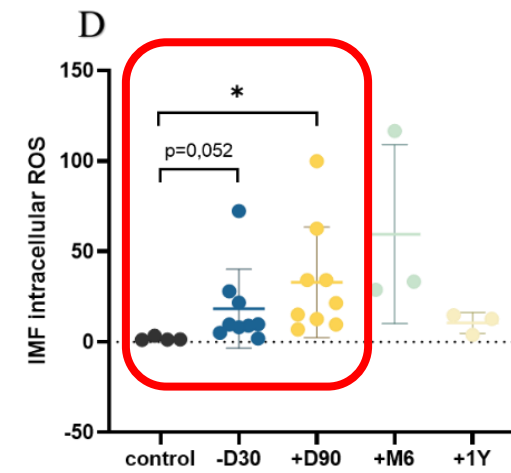 D
150
100
50
0
-50
IMF intracellular ROS
*
p=0,052
control -D30 +D90 +M6 +1Y